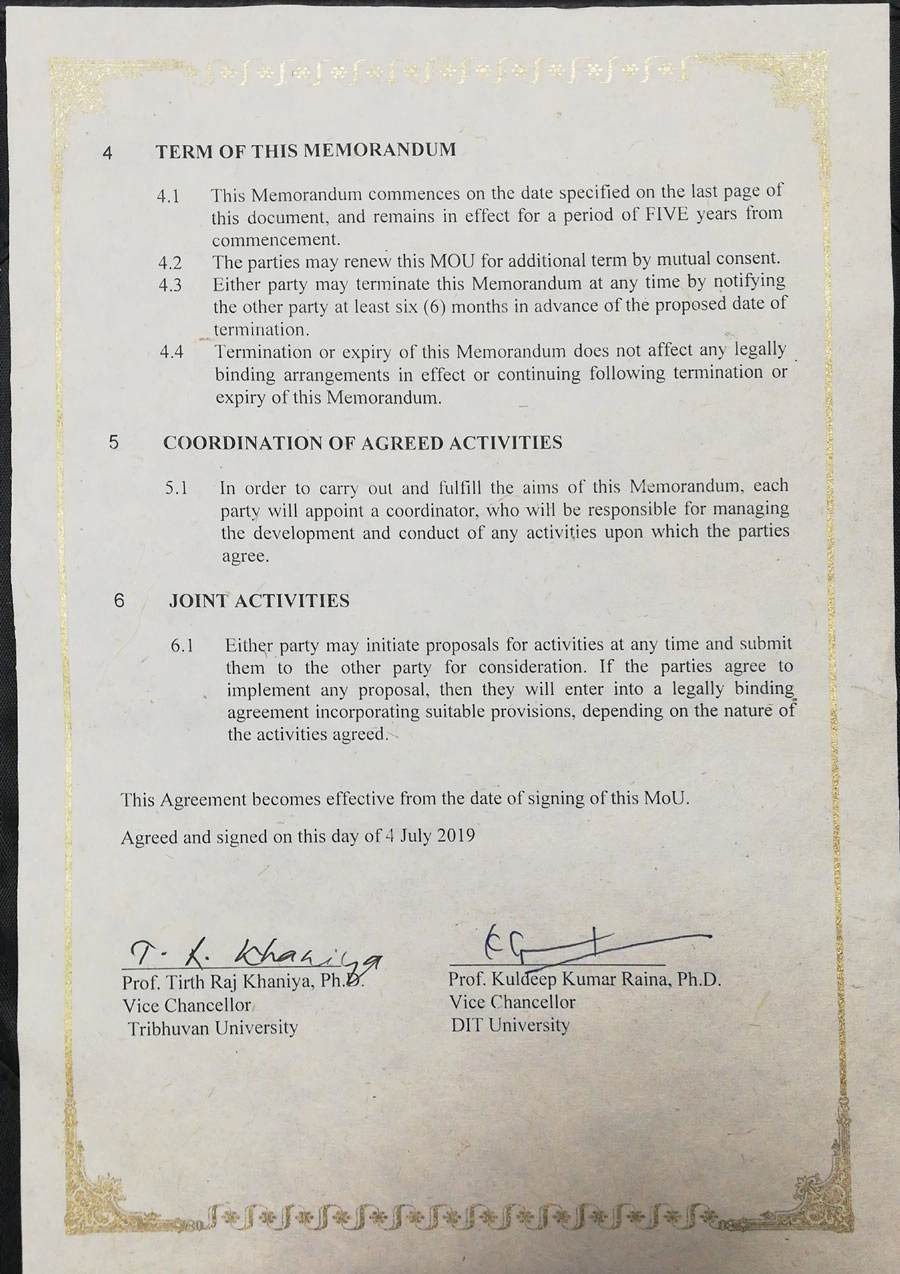 4 TERM OF THIS MEMORANDUM
4.1 This Memorandum commences on the date specified on the last page of
this document, and remains in effect for a period of FIVE years from
commencement.
4.2 The parties may renew this MOU for additional term by mutual consent.
4.3 Either party may terminate this Memorandum at any time by notifying
the other party at least six (6) months in advance of the proposed date of
termination.
4.4 Termination or expiry of this Memorandum does not affect any legally
binding arrangements in effect or continuing following termination or
expiry of this Memorandum.
5 COORDINATION OF AGREED ACTIVITIES
5.1 In order to carry out and fulfill the aims of this Memorandum, each
party will appoint a coordinator, who will be responsible for managing
the development and conduct of any activities upon which the parties
agree.
6 JOINT ACTIVITIES
6.1 Either party may initiate proposals for activities at any time and submit
them to the other party for consideration. If the parties agree to
implement any proposal, then they will enter into a legally binding
agreement incorporating suitable provisions, depending on the nature of
the activities agreed.
This Agreement becomes effective from the date of signing of this MoU.
Agreed and signed on this day of 4 July 2019
T. R. Khaniya
Prof. Tirth Raj Khaniya, Ph.D.
Vice Chancellor
Tribhuvan University
Prof. Kuldeep Kumar Raina, Ph.D.
Vice Chancellor
DIT University